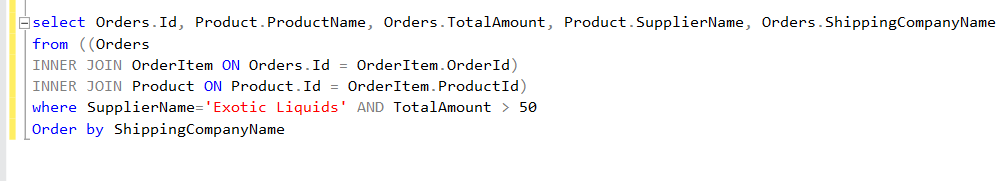 select Orders.Id, Product.ProductName, Orders.TotalAmount, Product.SupplierName, Orders.ShippingCompanyName
from ((Orders
INNER JOIN OrderItem ON Orders.Id = OrderItem.OrderId)
INNER JOIN Product ON Product.Id = OrderItem.ProductId)
where SupplierName='Exotic Liquids' AND TotalAmount > 50
Order by ShippingCompanyName